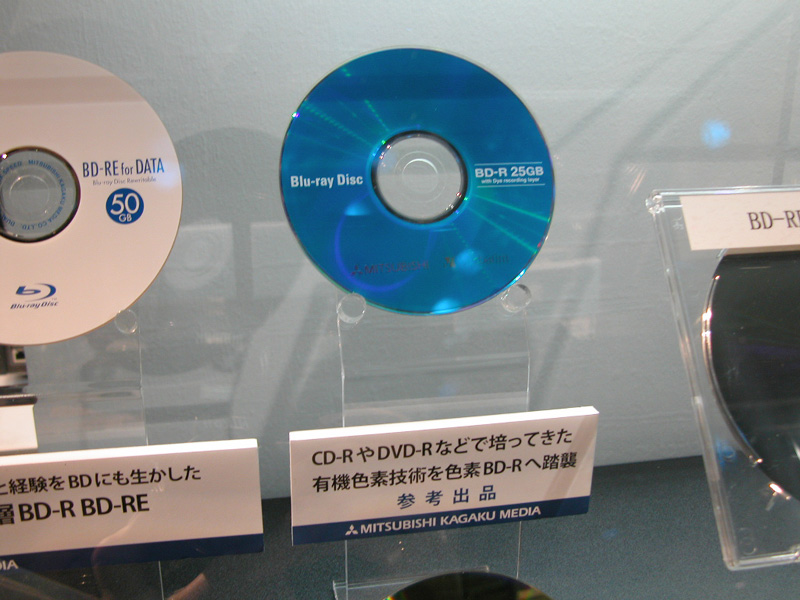 BD-RE for DATA
Blu-ray Disc Rewritable
50
GB
Blu-ray Disc
Blu-ray Disc
BD-R 25GB
with Dye recording layer
MITSUBISHI
BD-RE
と経験をBDにも生かした
層BD-R BD-RE
CD-RやDVD-Rなどで培ってきた
有機色素技術を色素BD-Rへ踏襲
参考出品
MITSUBISHI KAGAKU MEDIA